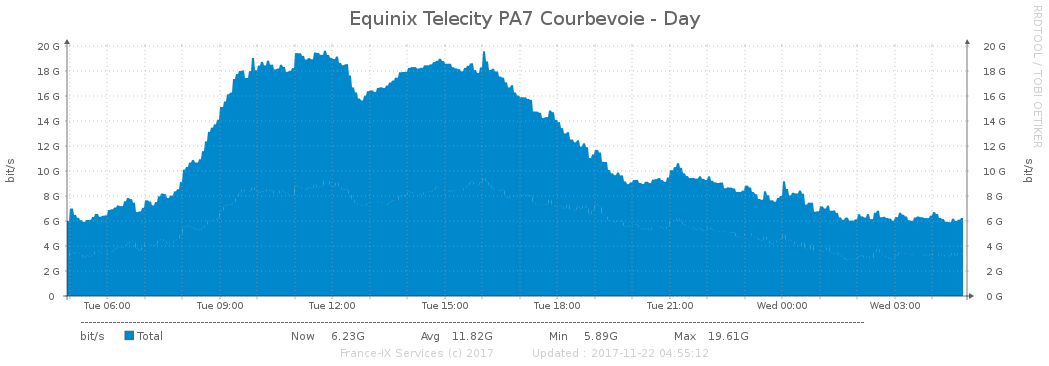 Equinix Telecity PA7 Courbevoie - Day
RRDTOOL / TOBI OETIKER
bit/s
bit/s
20 G 20 G
18 G 18 G
16 G 16 G
14 G 14 G
12 G 12 G
10 G 10 G
8 G 8 G
6 G 6 G
4 G 4 G
2 G 2 G
0 0 G
Tue 06:00 Tue 09:00 Tue 12:00 Tue 15:00 Tue 18:00 Tue 21:00 Wed 00:00 Wed 03:00
bit/s Total Now 6.23G Avg 11.82G Min 5.89G Max 19.61G
France-IX Services (c) 2017 Updated : 2017-11-22 04:55:12